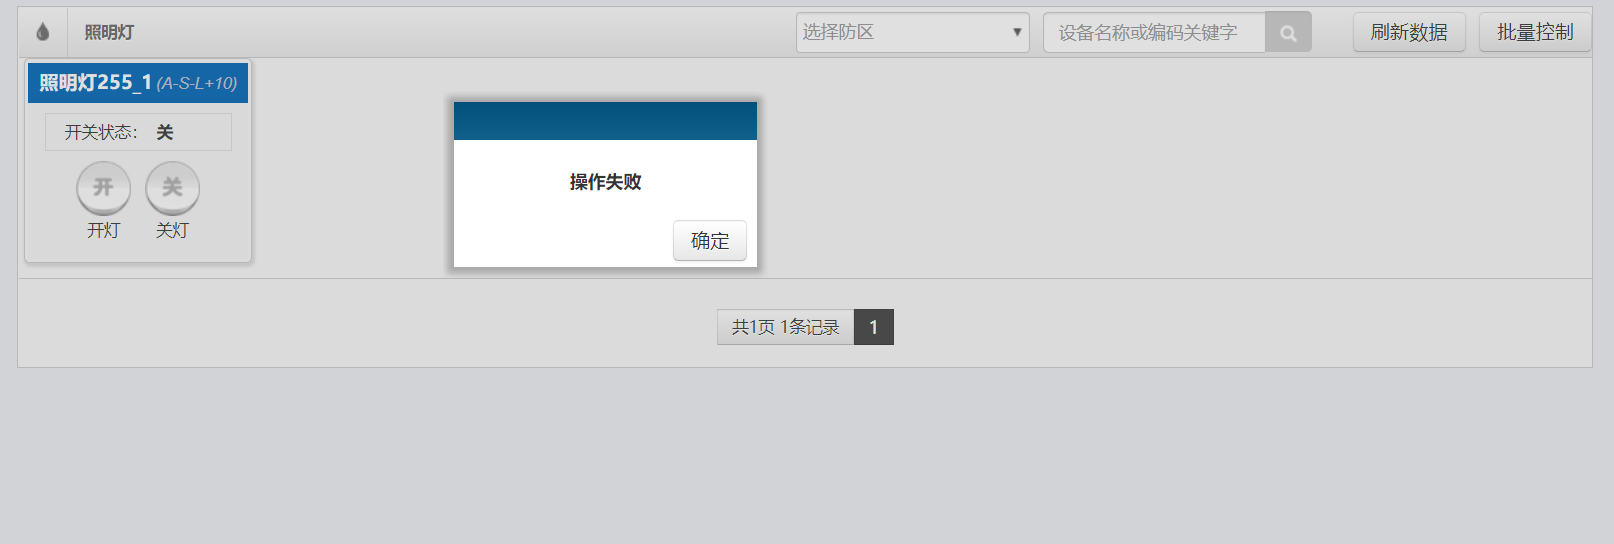 照明灯
选择防区
设备名称或编码关键字
刷新数据
批量控制
照明灯255_1 (A-S-L+10)
开关状态： 关
开 关
开灯 关灯
操作失败
确定
共1页 1条记录 1